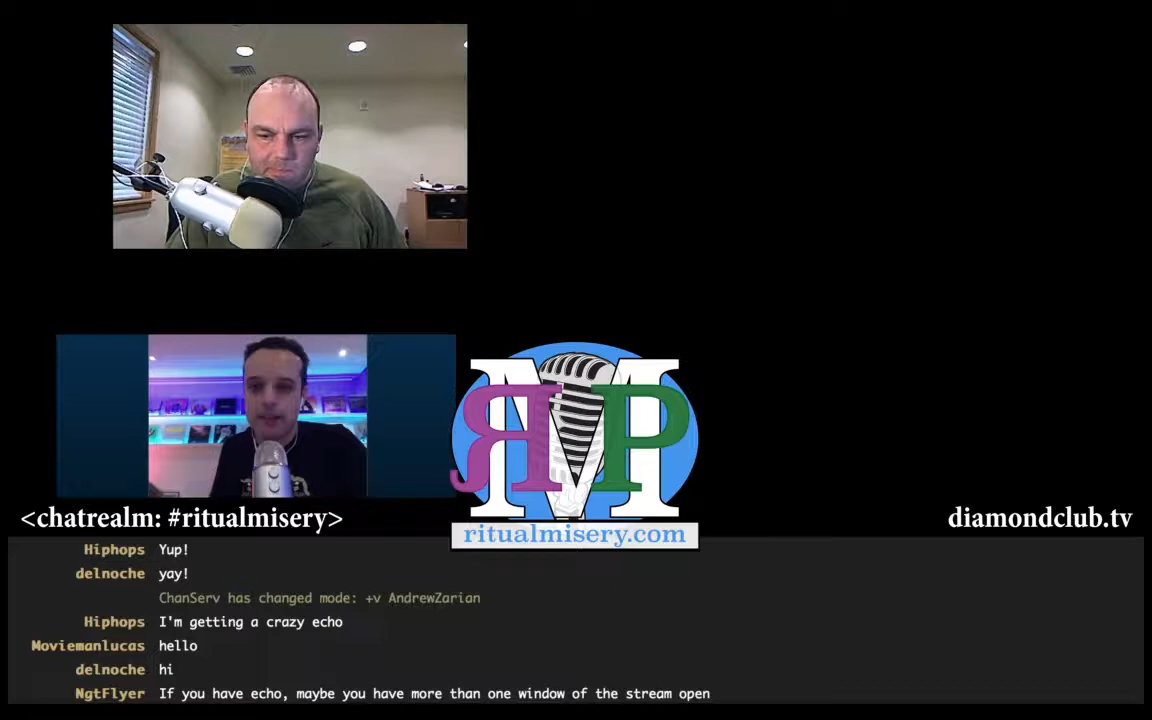 RMP
ritualmisery.com
<chatrealm: #ritualmisery>
diamondclub.tv
Hiphops Yup!
delnoche yay!
ChanServ has changed mode: +v AndrewZarian
Hiphops I'm getting a crazy echo
Moviemanlucas hello
delnoche hi
NgtFlyer If you have echo, maybe you have more than one window of the stream open